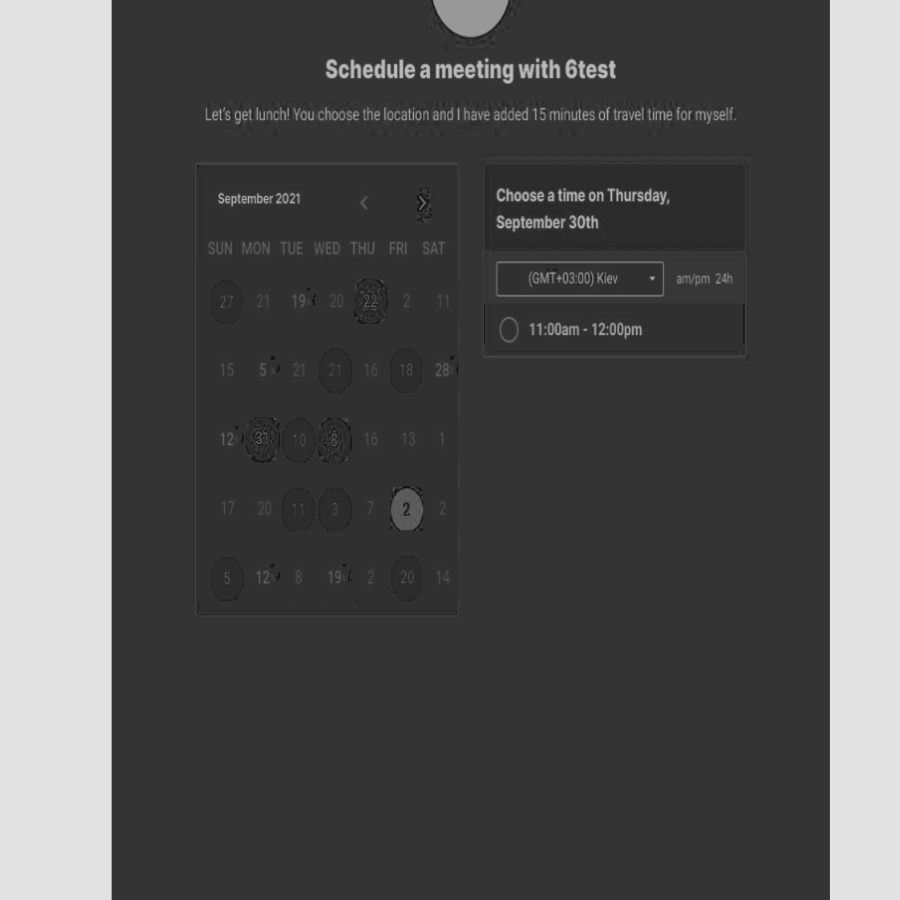 Schedule a meeting with 6test
Let's get lunch! You choose the location and I have added 15 minutes of travel time for myself.
September 2021
SUN MON TUE WED THU FRI SAT
27 21 19 20 22 2 11
15 5 21 21 16 18 28
12 31 10 8 16 13 1
17 20 11 3 7 2 2
5 12 8 19 2 20 14
Choose a time on Thursday,
September 30th
(GMT+03:00) Kiev am/pm 24h
11:00am - 12:00pm